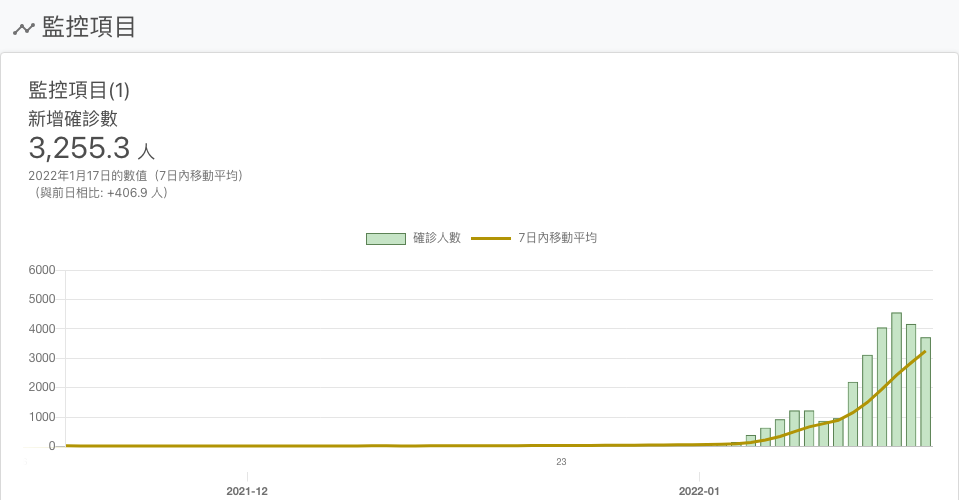 監控項目
監控項目(1)
新增確診數
3,255.3 人
2022年1月17日的數值（7日內移動平均）
（與前日相比: +406.9 人）
確診人數 7日內移動平均
6000
5000
4000
3000
2000
1000
0
23
2021-12 2022-01